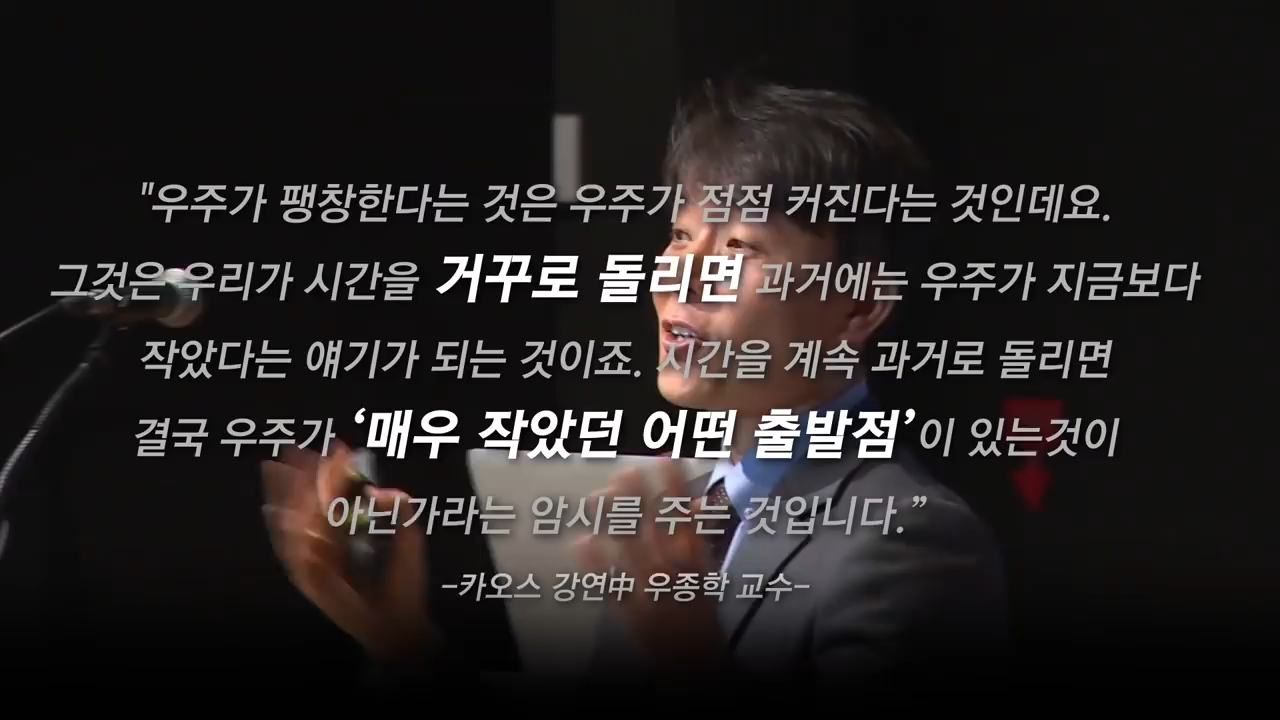 "우주가 팽창한다는 것은 우주가 점점 커진다는 것인데요.
그것은 우리가 시간을 거꾸로 돌리면 과거에는 우주가 지금보다
작았다는 얘기가 되는 것이죠. 시간을 계속 과거로 돌리면
결국 우주가 ‘매우 작았던 어떤 출발점’이 있는것이
아닌가라는 암시를 주는 것입니다.”
-카오스 강연中 우종학 교수-